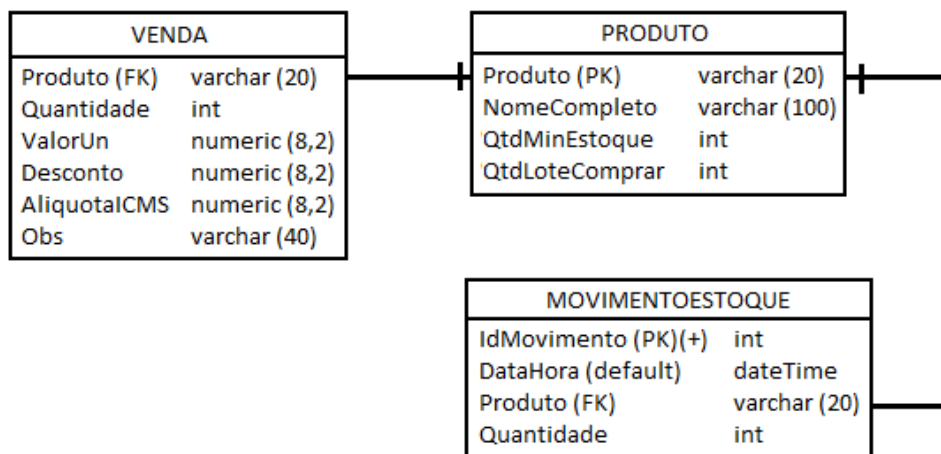 VENDA
Produto (FK) varchar (20)
Quantidade int
ValorUn numeric (8,2)
Desconto numeric (8,2)
AliquotaICMS numeric (8,2)
Obs varchar (40)
PRODUTO
Produto (PK) varchar (20)
NomeCompleto varchar (100)
QtdMinEstoque int
QtdLoteComprar int
MOVIMENTOESTOQUE
IdMovimento (PK)(+) int
DataHora (default) dateTime
Produto (FK) varchar (20)
Quantidade int